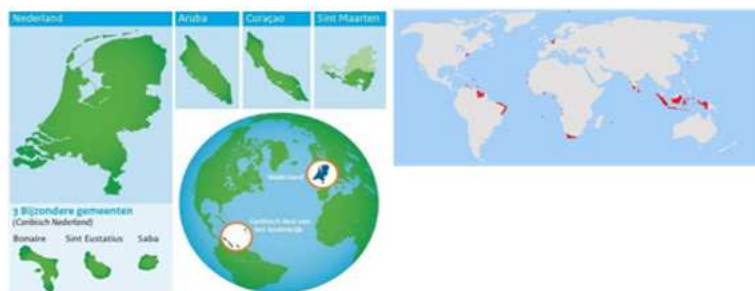 Nederland
Aruba
Curaçao
Sint Maarten
Nederland
Caribisch deel van
het Koninkrijk
3 Bijzondere gemeenten
(Caribisch Nederland)
Bonaire
Sint Eustatius
Saba